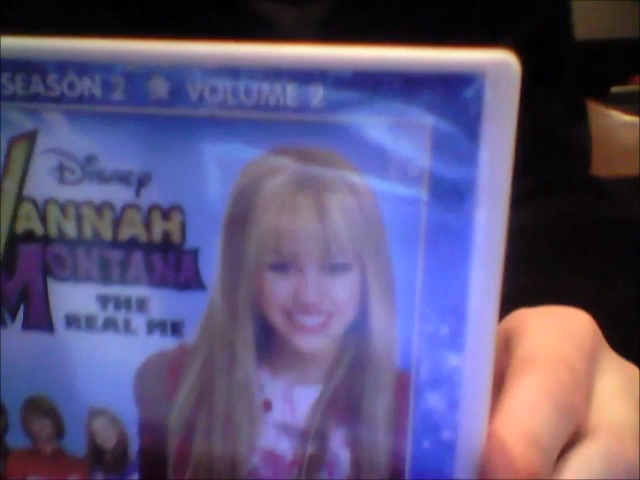 SEASON 2 ★ VOLUME 2
Disney
HANNAH
MONTANA
THE
REAL ME